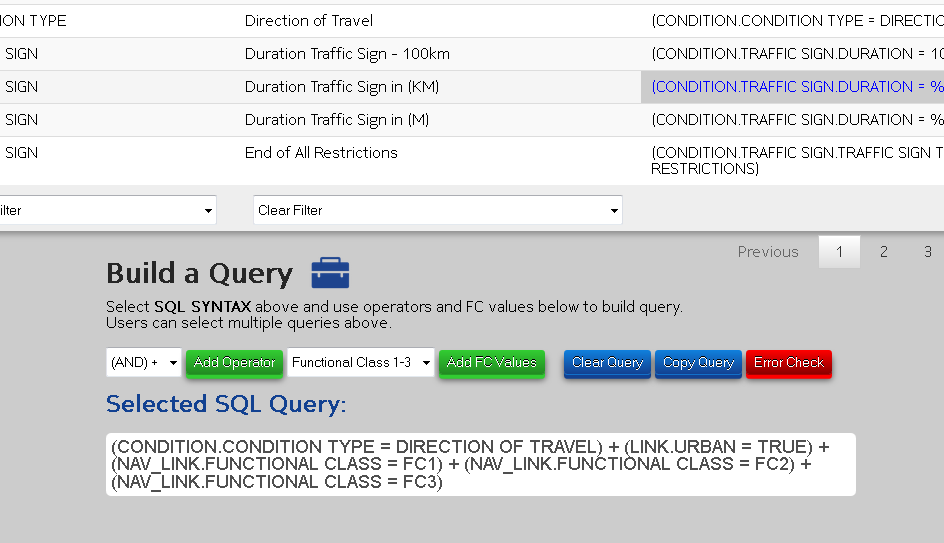 ION TYPE Direction of Travel (CONDITION.CONDITION TYPE = DIRECTIO
SIGN Duration Traffic Sign - 100km (CONDITION.TRAFFIC SIGN.DURATION = 10
SIGN Duration Traffic Sign in (KM) (CONDITION.TRAFFIC SIGN.DURATION = %
SIGN Duration Traffic Sign in (M) (CONDITION.TRAFFIC SIGN.DURATION = %
SIGN End of All Restrictions (CONDITION.TRAFFIC SIGN.TRAFFIC SIGN T
RESTRICTIONS)
ilter Clear Filter
Previous 1 2 3
Build a Query
Select SQL SYNTAX above and use operators and FC values below to build query.
Users can select multiple queries above.
(AND) + Add Operator Functional Class 1-3 Add FC Values Clear Query Copy Query Error Check
Selected SQL Query:
(CONDITION.CONDITION TYPE = DIRECTION OF TRAVEL) + (LINK.URBAN = TRUE) +
(NAV_LINK.FUNCTIONAL CLASS = FC1) + (NAV_LINK.FUNCTIONAL CLASS = FC2) +
(NAV_LINK.FUNCTIONAL CLASS = FC3)